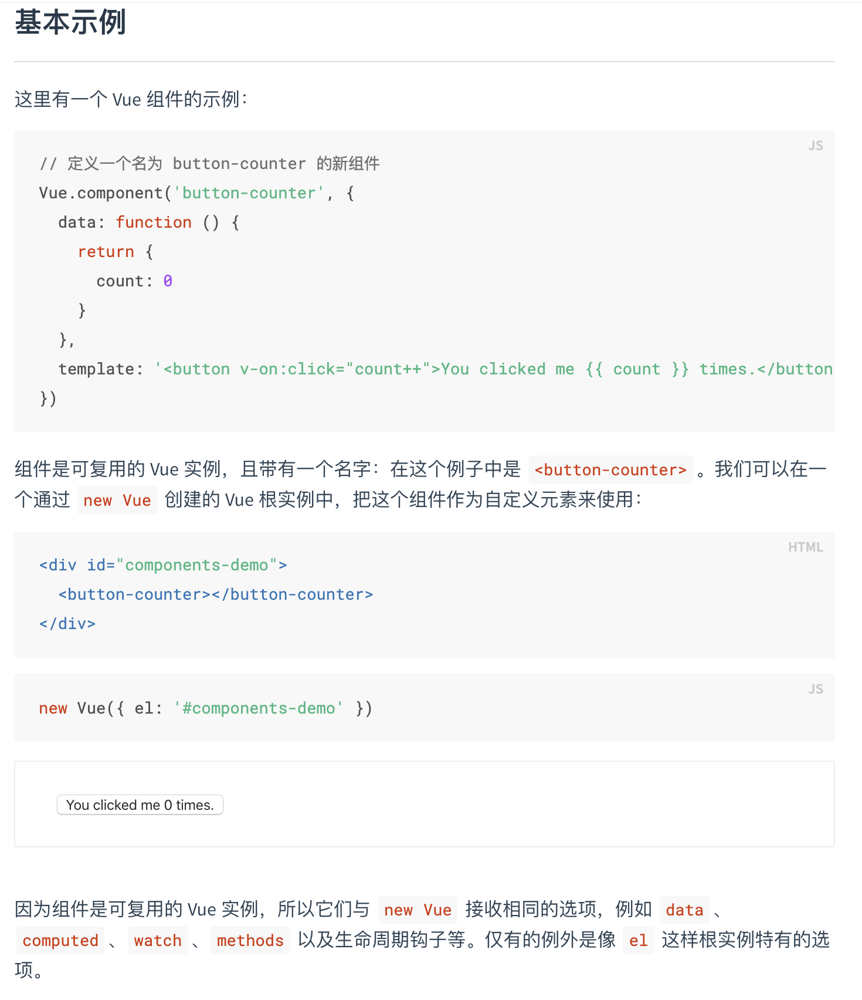 基本示例
这里有一个 Vue 组件的示例：
JS
// 定义一个名为 button-counter 的新组件
Vue.component('button-counter', {
  data: function () {
    return {
      count: 0
    }
  },
  template: '<button v-on:click="count++">You clicked me {{ count }} times.</button
})
组件是可复用的 Vue 实例，且带有一个名字：在这个例子中是 <button-counter> 。我们可以在一
个通过 new Vue 创建的 Vue 根实例中，把这个组件作为自定义元素来使用：
HTML
<div id="components-demo">
  <button-counter></button-counter>
</div>
JS
new Vue({ el: '#components-demo' })
You clicked me 0 times.
因为组件是可复用的 Vue 实例，所以它们与 new Vue 接收相同的选项，例如 data 、
computed 、 watch 、 methods 以及生命周期钩子等。仅有的例外是像 el 这样根实例特有的选
项。